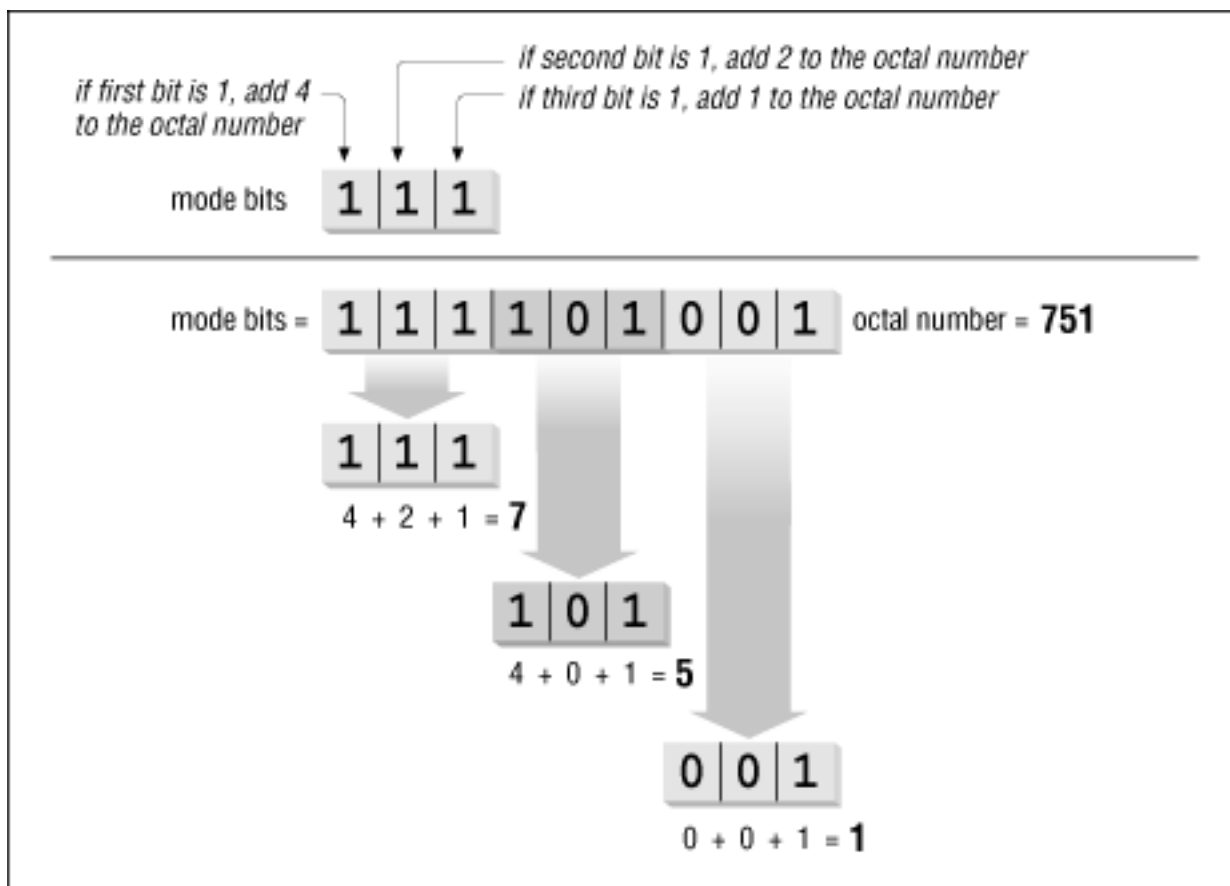 if first bit is 1, add 4
to the octal number
if second bit is 1, add 2 to the octal number
if third bit is 1, add 1 to the octal number
mode bits 1 1 1
mode bits = 1 1 1 1 0 1 0 0 1 octal number = 751
1 1 1
4 + 2 + 1 = 7
1 0 1
4 + 0 + 1 = 5
0 0 1
0 + 0 + 1 = 1